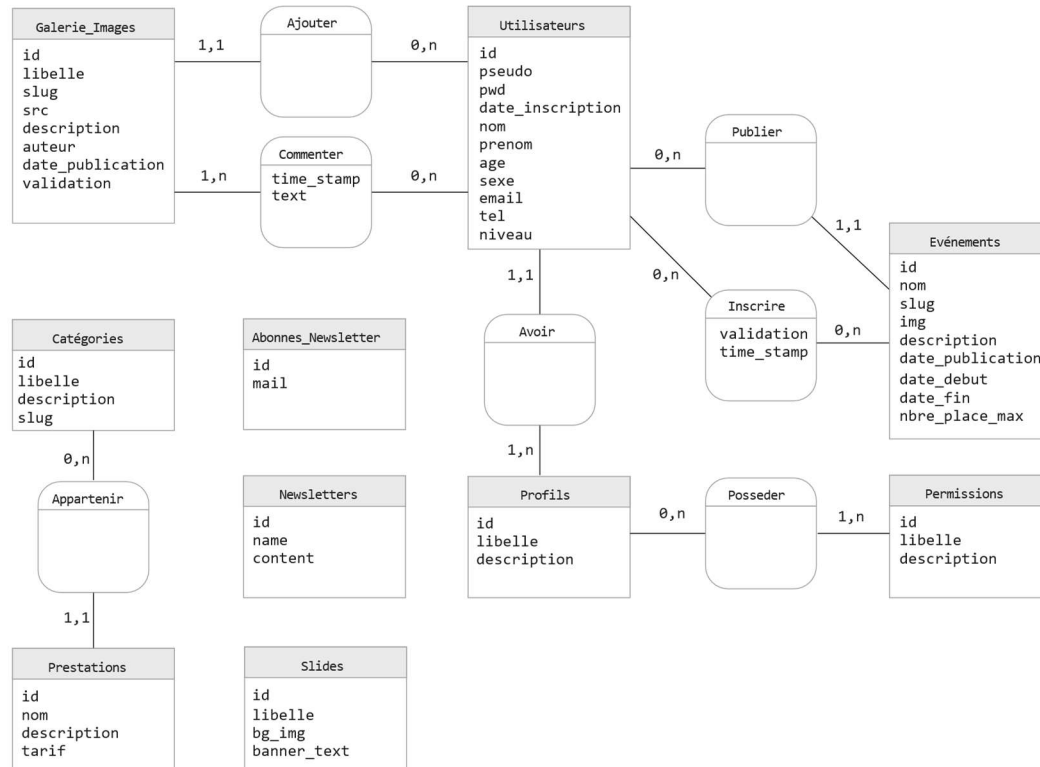 Galerie_Images
id
libelle
slug
src
description
auteur
date_publication
validation
1,1
Ajouter
0,n
1,n
Commenter
time_stamp
text
0,n
Utilisateurs
id
pseudo
pwd
date_inscription
nom
prenom
age
sexe
email
tel
niveau
0,n
Publier
1,1
0,n
Inscrire
validation
time_stamp
0,n
Evénements
id
nom
slug
img
description
date_publication
date_debut
date_fin
nbre_place_max
1,1
Avoir
1,n
Catégories
id
libelle
description
slug
0,n
Appartenir
1,1
Prestations
id
nom
description
tarif
Abonnes_Newsletter
id
mail
Newsletters
id
name
content
Slides
id
libelle
bg_img
banner_text
Profils
id
libelle
description
0,n
Posseder
1,n
Permissions
id
libelle
description